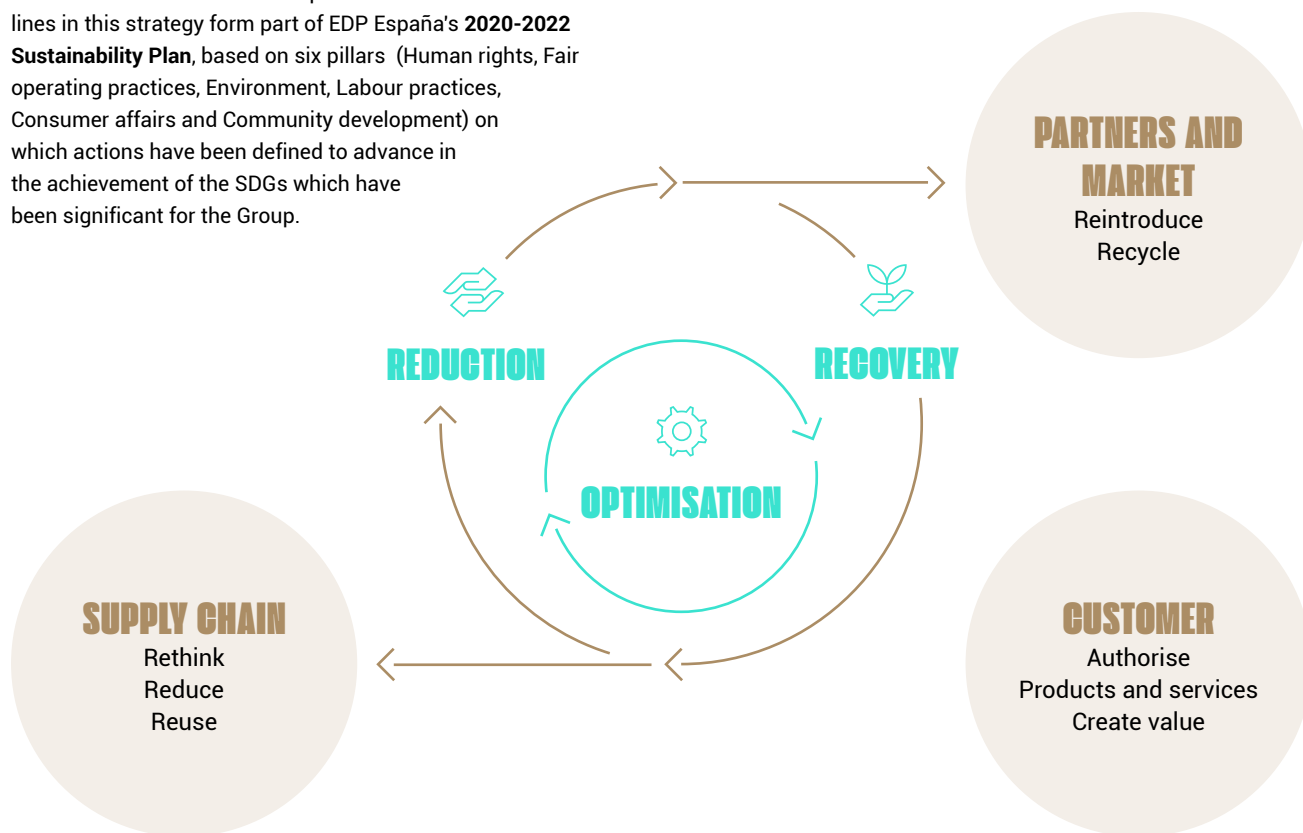 lines in this strategy form part of EDP España's 2020-2022
Sustainability Plan, based on six pillars (Human rights, Fair
operating practices, Environment, Labour practices,
Consumer affairs and Community development) on
which actions have been defined to advance in
the achievement of the SDGs which have
been significant for the Group.
PARTNERS AND
MARKET
Reintroduce
Recycle
REDUCTION
RECOVERY
OPTIMISATION
SUPPLY CHAIN
Rethink
Reduce
Reuse
CUSTOMER
Authorise
Products and services
Create value